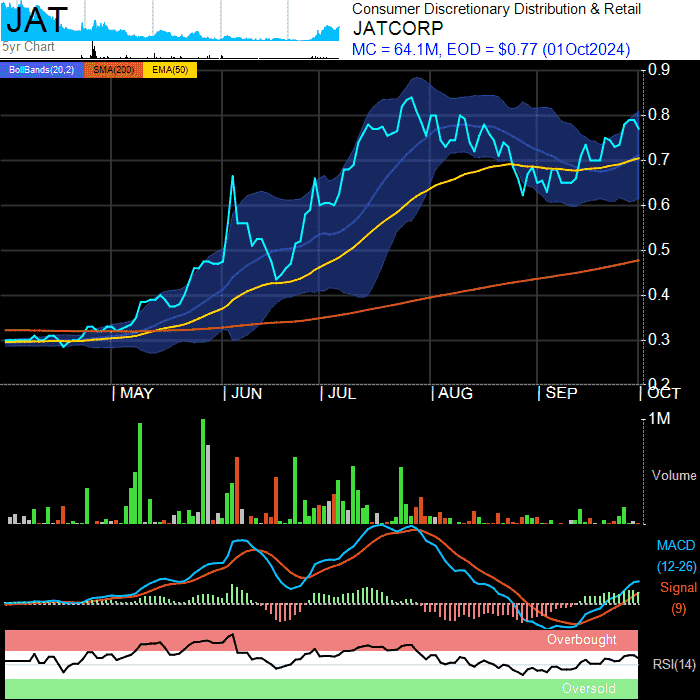 JAT
5yr Chart
Consumer Discretionary Distribution & Retail
JATCORP
MC = 64.1M, EOD = $0.77 (01Oct2024)
BollBands(20,2) SMA(200) EMA(50)
0.9
0.8
0.7
0.6
0.5
0.4
0.3
0.2
MAY JUN JUL AUG SEP OCT
1M
Volume
MACD
(12-26)
Signal
(9)
Overbought
RSI(14)
Oversold